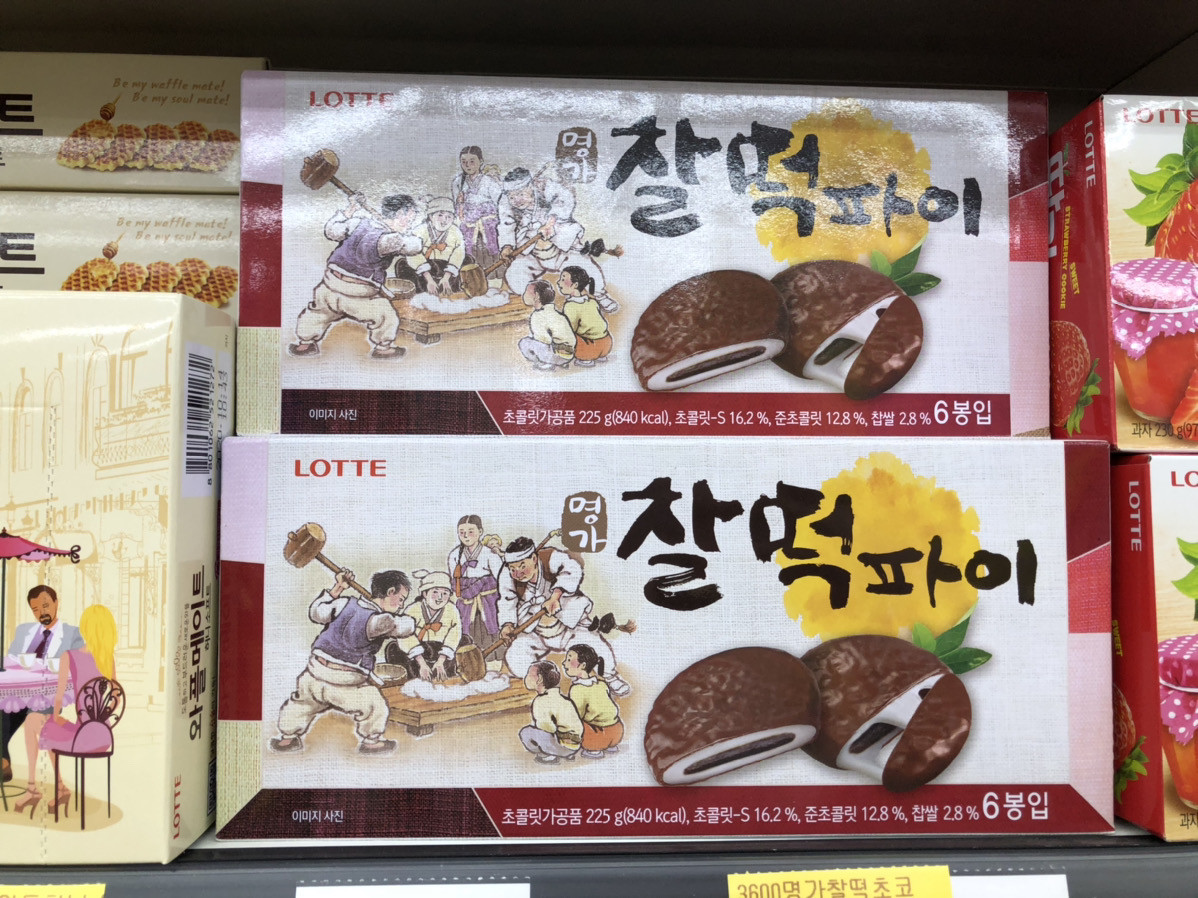 Be my waffle mate!
Be my soul mate!
Be my waffle mate!
Be my soul mate!
와플메이트
LOTTE
LOTTE
명가
찰떡파이
이미지 사진
초콜릿가공품 225 g(840 kcal), 초콜릿-S 16.2 %, 준초콜릿 12.8 %, 찹쌀 2.8 % 6봉입
LOTTE
명가
찰떡파이
이미지 사진
초콜릿가공품 225 g(840 kcal), 초콜릿-S 16.2 %, 준초콜릿 12.8 %, 찹쌀 2.8 % 6봉입
LOTTE
LOTTE
STRAWBERRY COOKIE
SWEET
LOTTE
3600명가찰떡초코